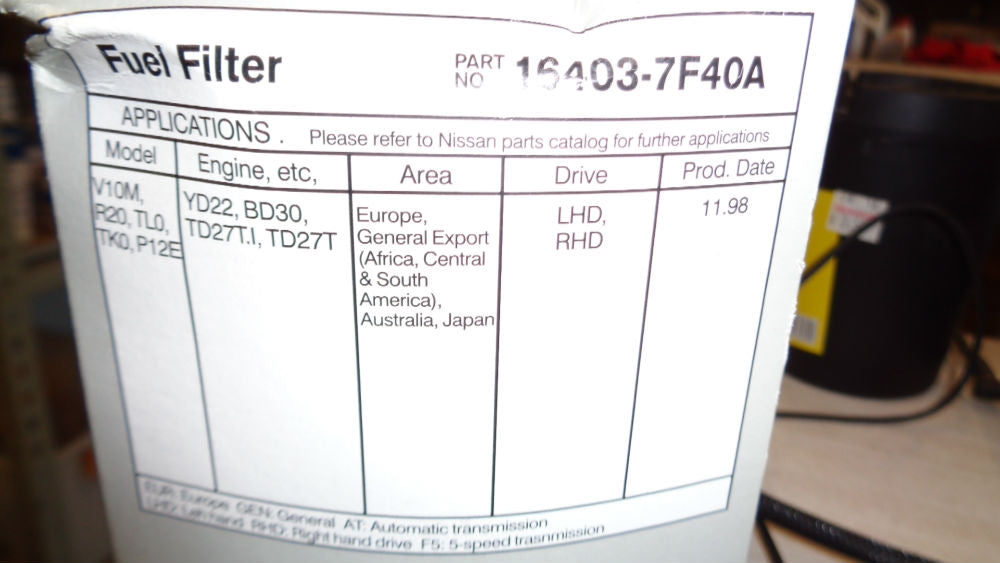 Fuel Filter
PART NO 16403-7F40A
APPLICATIONS . Please refer to Nissan parts catalog for further applications
Model Engine, etc, Area Drive Prod. Date
V10M,
R20, TL0,
TK0, P12E
YD22, BD30,
TD27T.I, TD27T
Europe,
General Export
(Africa, Central
& South
America),
Australia, Japan
LHD,
RHD
11.98
EUR: Europe GEN: General AT: Automatic transmission
LHD: Left hand RHD: Right hand drive F5: 5-speed trasnmission